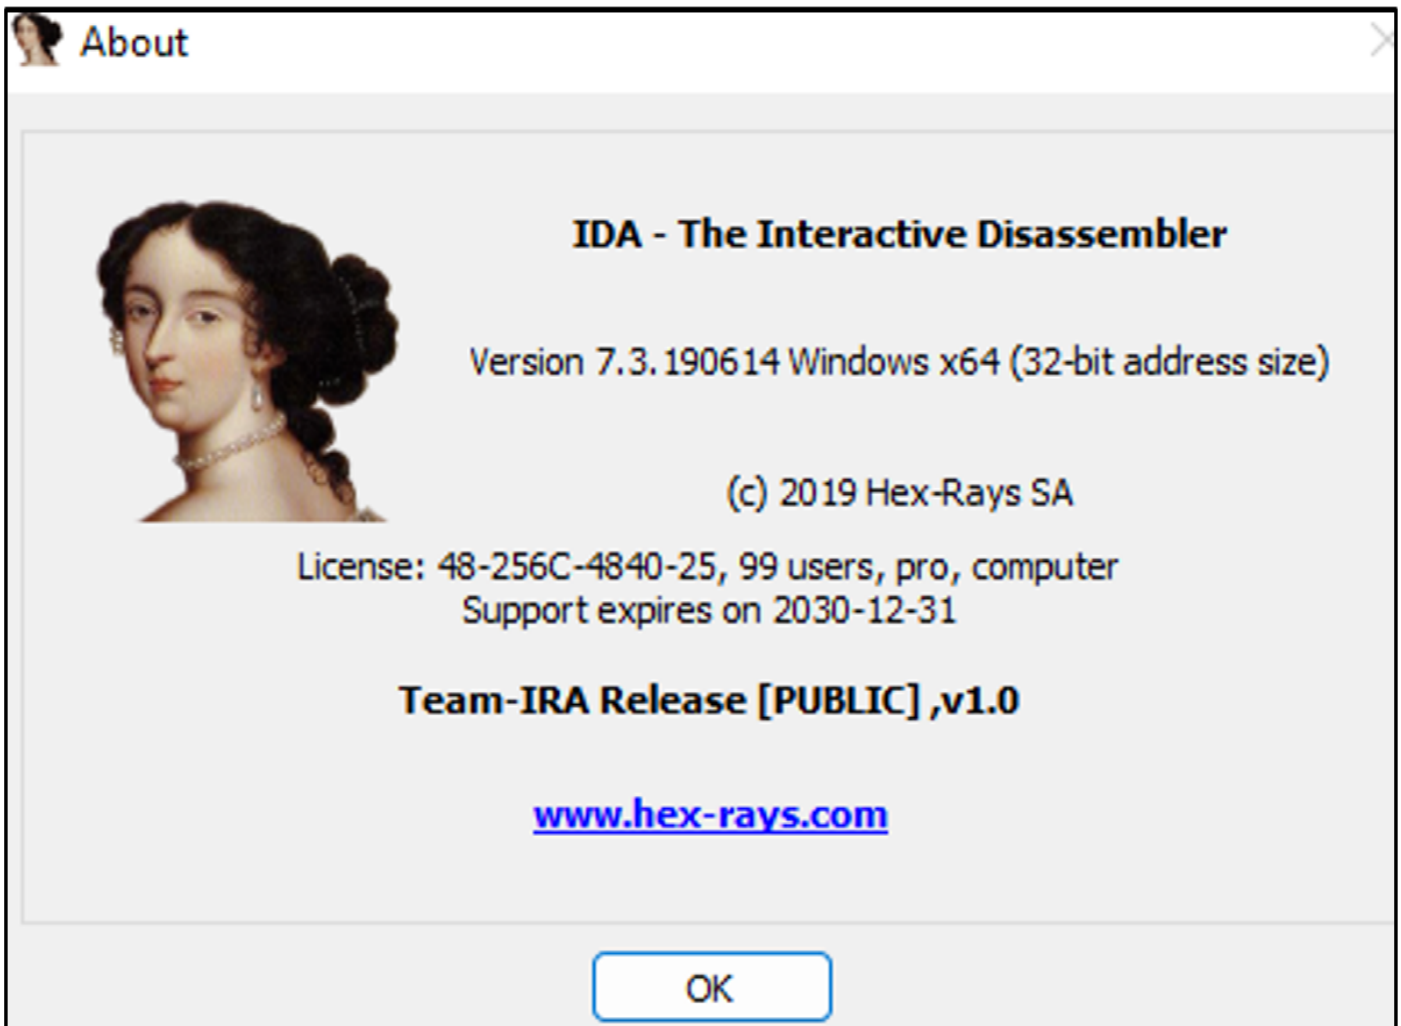 About
IDA - The Interactive Disassembler
Version 7.3.190614 Windows x64 (32-bit address size)
(c) 2019 Hex-Rays SA
License: 48-256C-4840-25, 99 users, pro, computer
Support expires on 2030-12-31
Team-IRA Release [PUBLIC] ,v1.0
www.hex-rays.com
OK